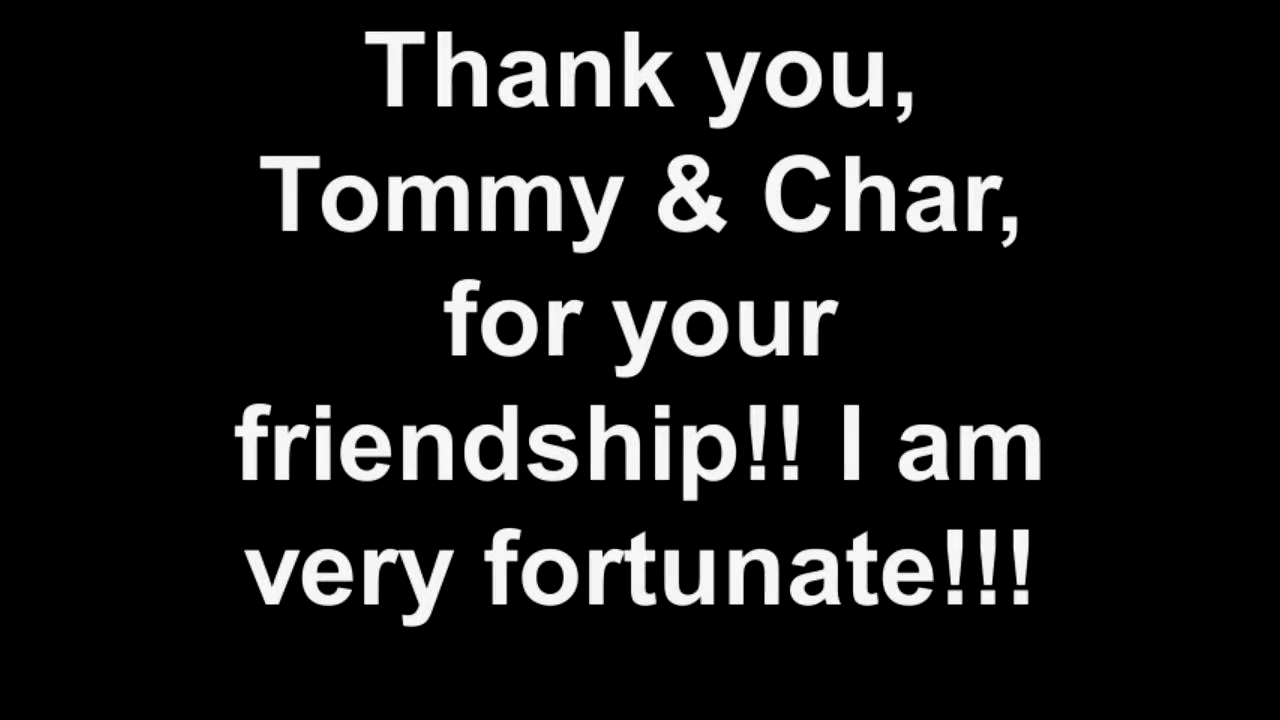 Thank you,
Tommy & Char,
for your
friendship!! I am
very fortunate!!!